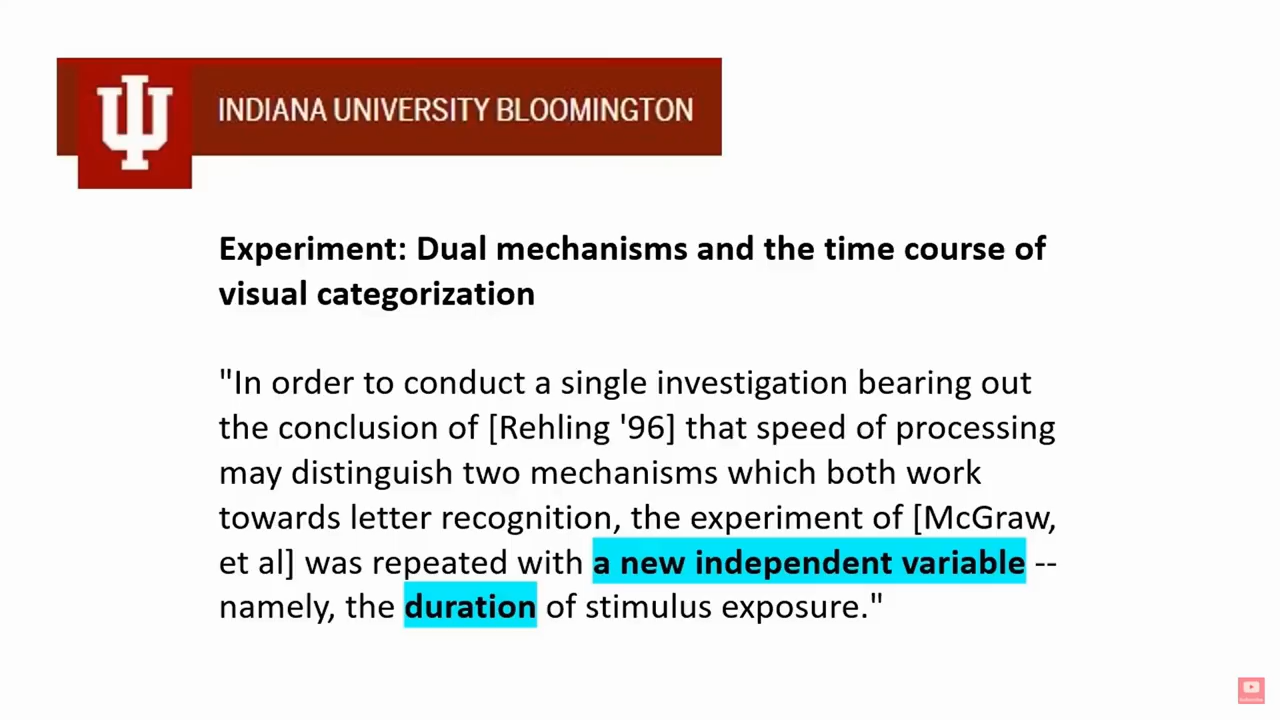 INDIANA UNIVERSITY BLOOMINGTON
Experiment: Dual mechanisms and the time course of
visual categorization
"In order to conduct a single investigation bearing out
the conclusion of [Rehling '96] that speed of processing
may distinguish two mechanisms which both work
towards letter recognition, the experiment of [McGraw,
et al] was repeated with a new independent variable --
namely, the duration of stimulus exposure."